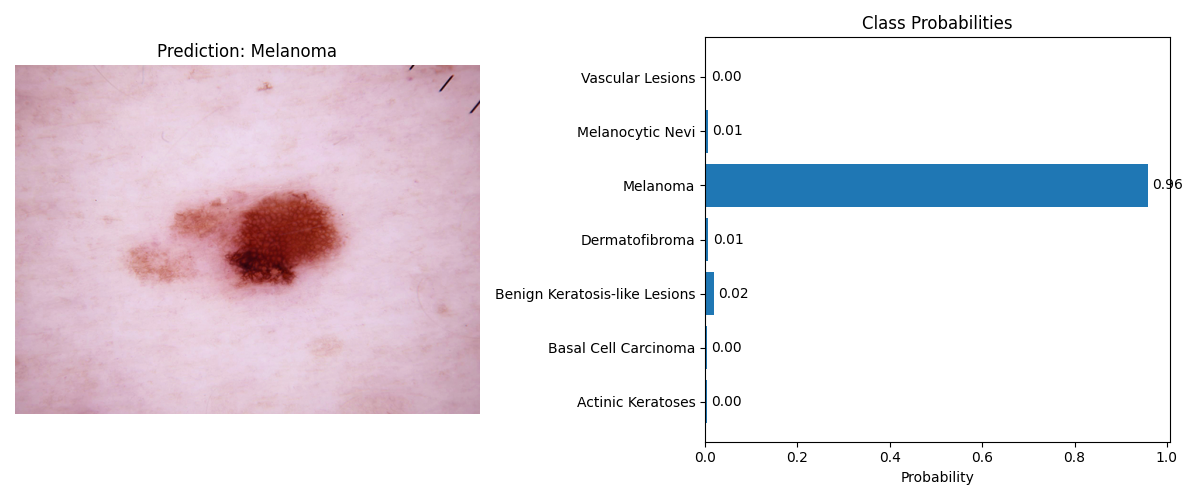 Prediction: Melanoma
Class Probabilities
Vascular Lesions 0.00
Melanocytic Nevi 0.01
Melanoma 0.96
Dermatofibroma 0.01
Benign Keratosis-like Lesions 0.02
Basal Cell Carcinoma 0.00
Actinic Keratoses 0.00
0.0 0.2 0.4 0.6 0.8 1.0
Probability